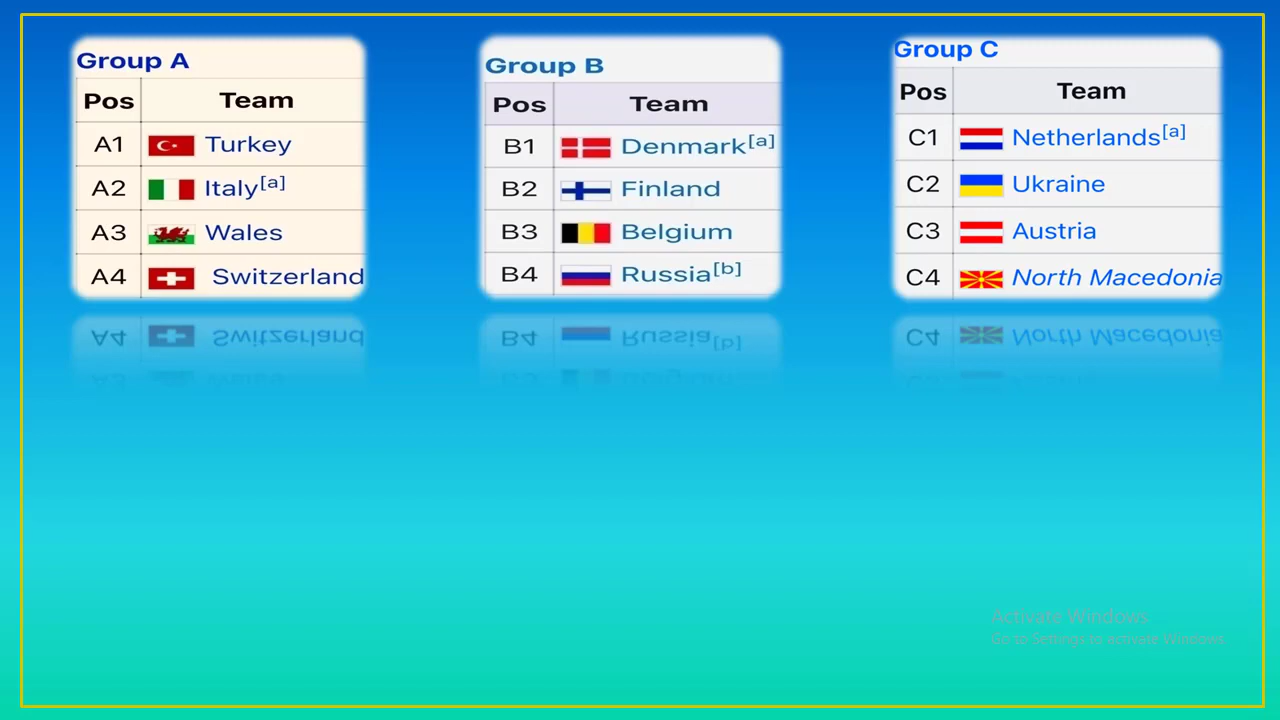 Group A
Pos Team
A1 Turkey
A2 Italy[a]
A3 Wales
A4 Switzerland
Group B
Pos Team
B1 Denmark[a]
B2 Finland
B3 Belgium
B4 Russia[b]
Group C
Pos Team
C1 Netherlands[a]
C2 Ukraine
C3 Austria
C4 North Macedonia
Activate Windows
Go to Settings to activate Windows.